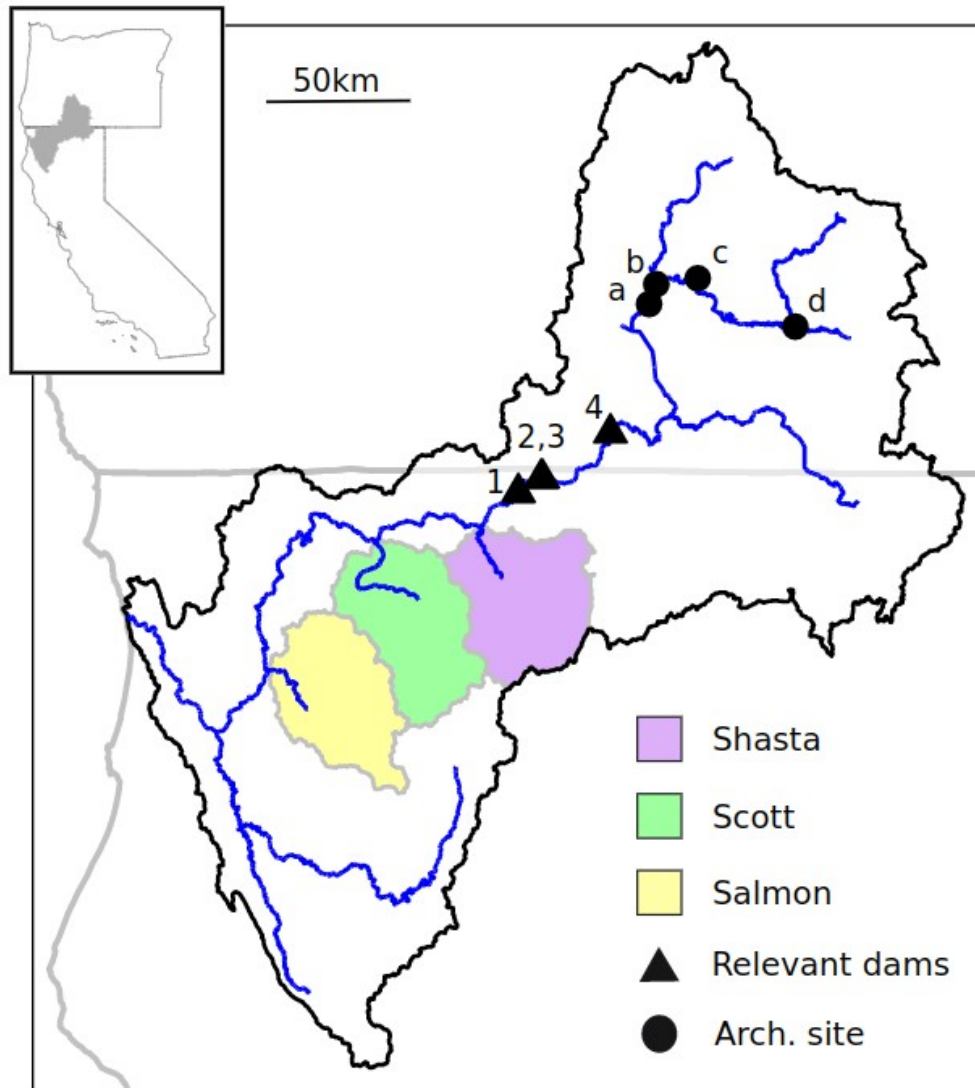 50km
b
c
a
d
4
2,3
1
Shasta
Scott
Salmon
Relevant dams
Arch. site